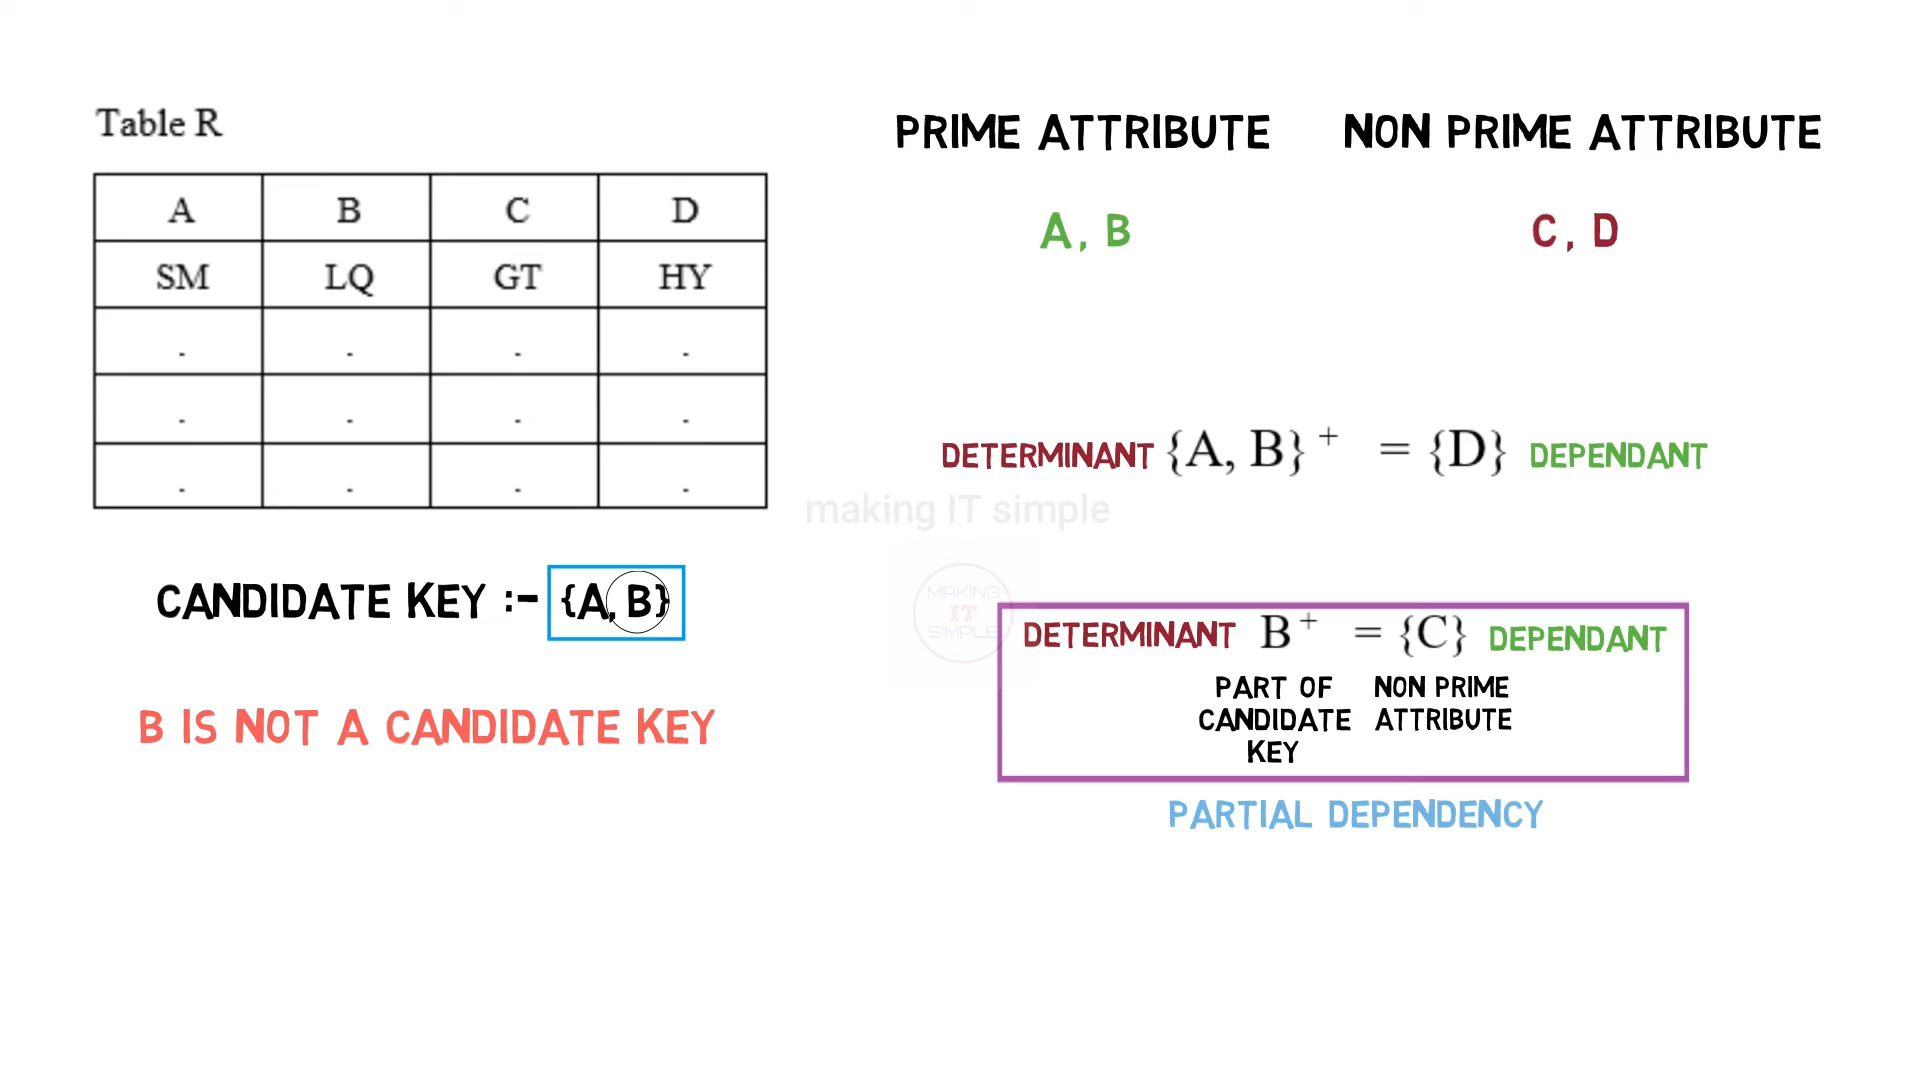 Table R
A B C D
SM LQ GT HY
- - - -
- - - -
- - - -
CANDIDATE KEY :- {A, B}
B IS NOT A CANDIDATE KEY
PRIME ATTRIBUTE NON PRIME ATTRIBUTE
A, B C, D
DETERMINANT {A, B}⁺ = {D} DEPENDANT
making IT simple
MAKING
IT
SIMPLE
DETERMINANT B⁺ = {C} DEPENDANT
PART OF NON PRIME
CANDIDATE ATTRIBUTE
KEY
PARTIAL DEPENDENCY